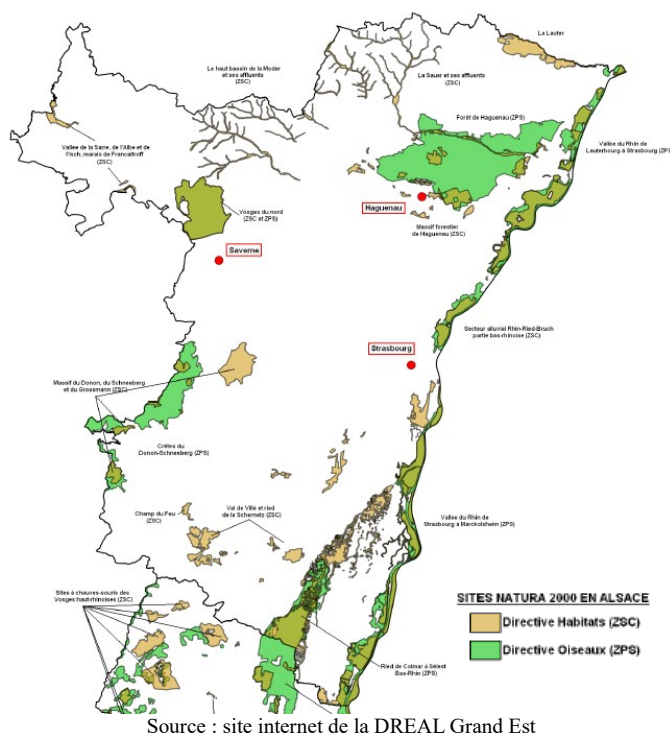 La Lauter
Le haut bassin de la Moder
et ses affluents
(ZSC)
La Sauer et ses affluents
(ZSC)
Forêt de Haguenau (ZPS)
Vallée du Rhin de
Lauterbourg à Strasbourg (ZPS
Vallée de la Sarre, de l'Albe et de
l'Isch, marais de Francaltroff
(ZSC)
Vosges du nord
(ZSC et ZPS)
Haguenau
Massif forestier
de Haguenau (ZSC)
Saverne
Secteur alluvial Rhin-Ried-Bruch
partie bas-rhinoise (ZSC)
Strasbourg
Massif du Donon, du Schneeberg
et du Grossmann (ZSC)
Crêtes du
Donon-Schneeberg (ZPS)
Champ du Feu
(ZSC)
Val de Villé et ried
de la Schernetz (ZSC)
Vallée du Rhin de
Strasbourg à Marckolsheim (ZPS)
Sites à chauves-souris des
Vosges haut-rhinoises (ZSC)
SITES NATURA 2000 EN ALSACE
Directive Habitats (ZSC)
Directive Oiseaux (ZPS)
Ried de Colmar à Sélest
Bas-Rhin (ZPS)
Source : site internet de la DREAL Grand Est